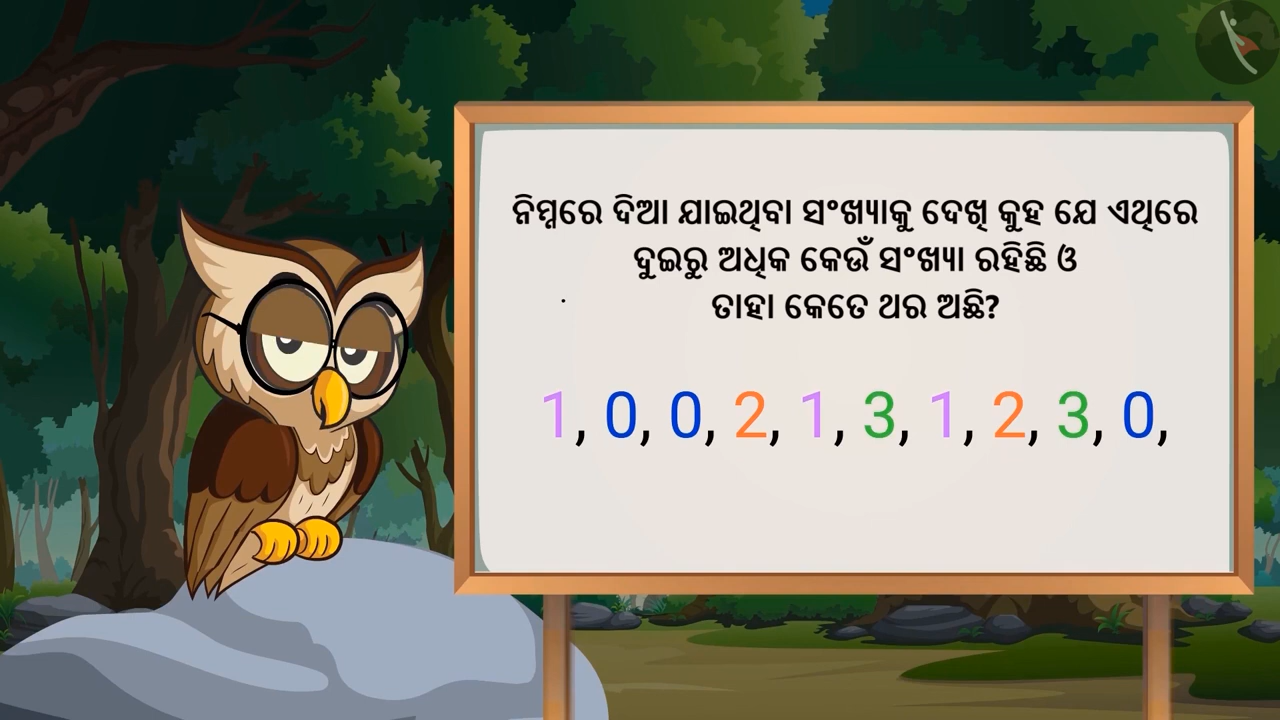 ନିମ୍ନରେ ଦିଆ ଯାଇଥିବା ସଂଖ୍ୟାକୁ ଦେଖି କୁହ ଯେ ଏଥିରେ
ଦୁଇରୁ ଅଧିକ କେଉଁ ସଂଖ୍ୟା ରହିଛି ଓ
ତାହା କେତେ ଥର ଅଛି?
1, 0, 0, 2, 1, 3, 1, 2, 3, 0,